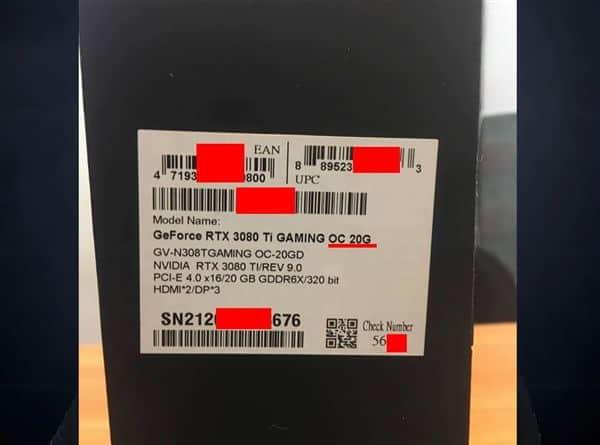 EAN
4 7193 0800
8 89523 3
UPC
Model Name:
GeForce RTX 3080 Ti GAMING OC 20G
GV-N308TGAMING OC-20GD
NVIDIA RTX 3080 TI/REV 9.0
PCI-E 4.0 x16/20 GB GDDR6X/320 bit
HDMI*2/DP*3
SN212 676
Check Number
56